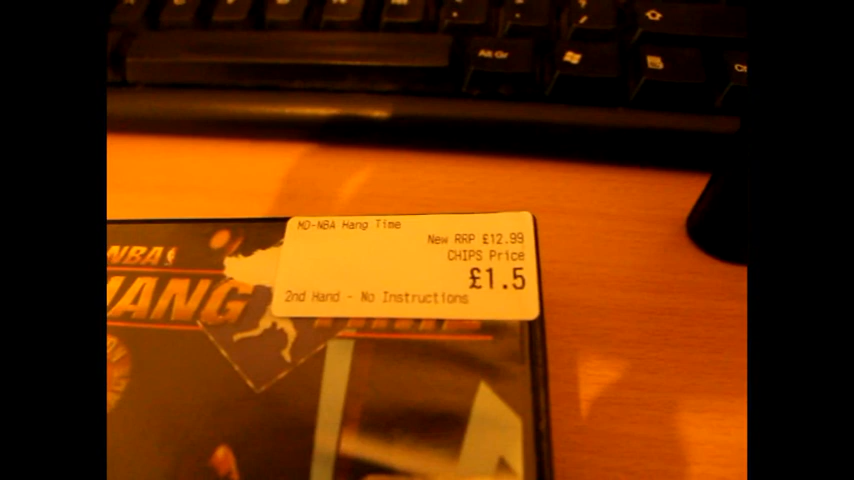 Alt Gr
MD-NBA Hang Time
New RRP £12.99
CHIPS Price
£1.5
2nd Hand - No Instructions
NBA
HANG
TIME